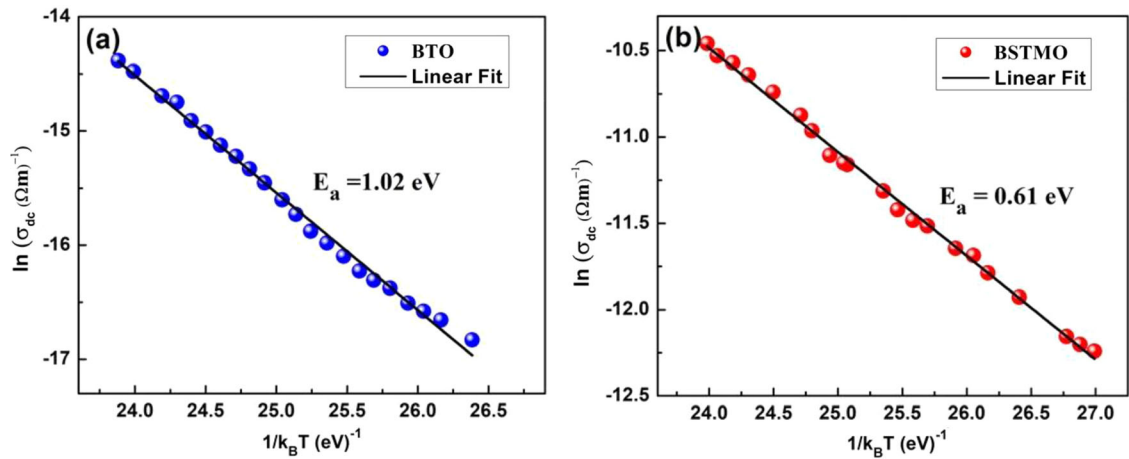 (a)
BTO
Linear Fit
E_a =1.02 eV
ln (σ_dc (Ωm)⁻¹)
-14
-15
-16
-17
24.0 24.5 25.0 25.5 26.0 26.5
1/k_BT (eV)⁻¹
(b)
BSTMO
Linear Fit
E_a = 0.61 eV
ln (σ_dc (Ωm)⁻¹)
-10.5
-11.0
-11.5
-12.0
-12.5
24.0 24.5 25.0 25.5 26.0 26.5 27.0
1/k_BT (eV)⁻¹